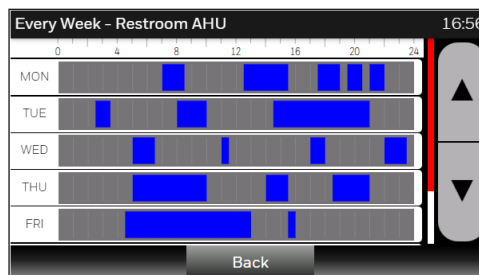 Every Week - Restroom AHU 16:56
0 4 8 12 16 20 24
MON
TUE
WED
THU
FRI
Back